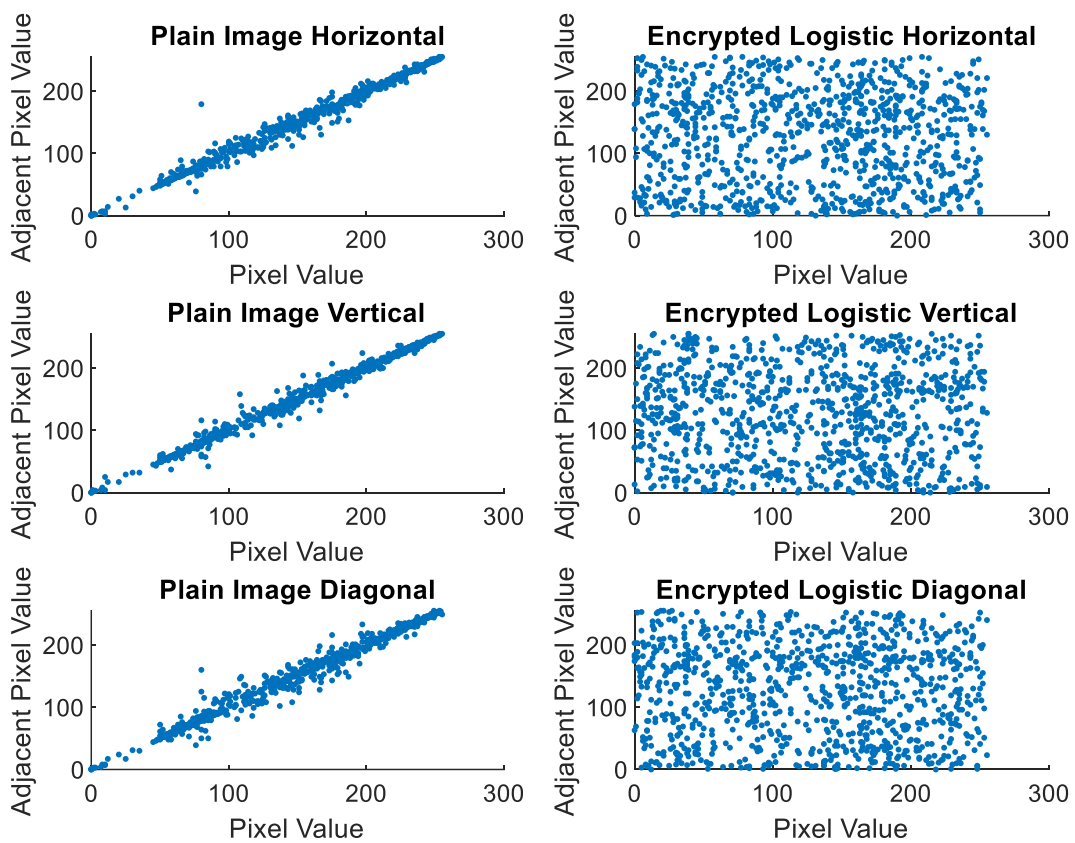 Plain Image Horizontal
Adjacent Pixel Value
200
100
0
0 100 200 300
Pixel Value
Encrypted Logistic Horizontal
Adjacent Pixel Value
200
100
0
0 100 200 300
Pixel Value
Plain Image Vertical
Adjacent Pixel Value
200
100
0
0 100 200 300
Pixel Value
Encrypted Logistic Vertical
Adjacent Pixel Value
200
100
0
0 100 200 300
Pixel Value
Plain Image Diagonal
Adjacent Pixel Value
200
100
0
0 100 200 300
Pixel Value
Encrypted Logistic Diagonal
Adjacent Pixel Value
200
100
0
0 100 200 300
Pixel Value